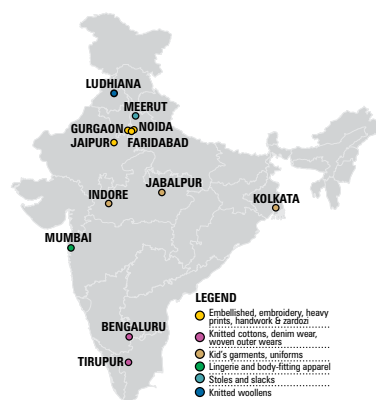 LUDHIANA
MEERUT
GURGAON NOIDA
JAIPUR FARIDABAD
JABALPUR
INDORE
KOLKATA
MUMBAI
BENGALURU
TIRUPUR
LEGEND
Embellished, embroidery, heavy
prints, handwork & zardozi
Knitted cottons, denim wear,
woven outer wears
Kid's garments, uniforms
Lingerie and body-fitting apparel
Stoles and slacks
Knitted woollens